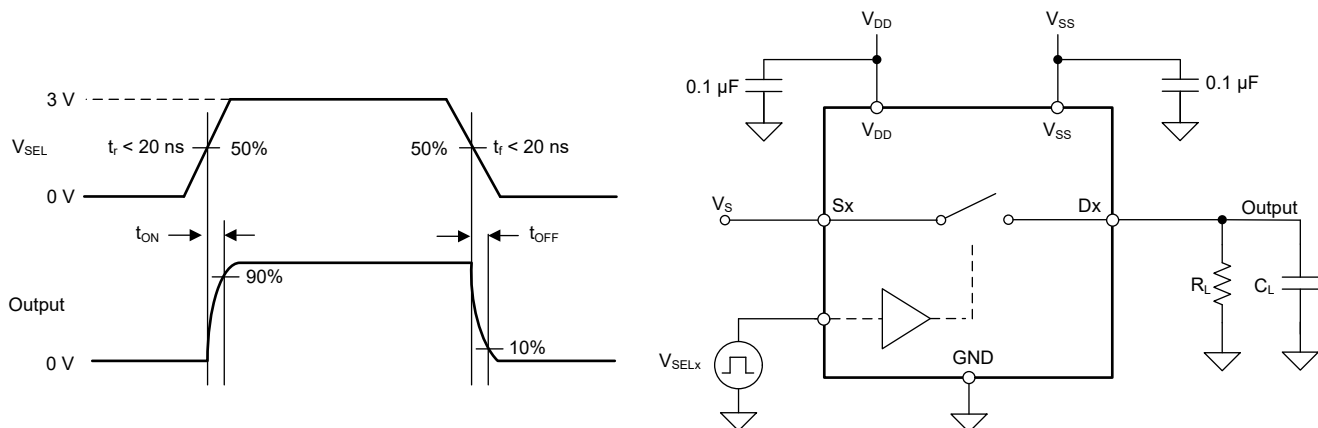 3 V
V_SEL
t_r < 20 ns
50%
50%
t_f < 20 ns
0 V
t_ON
t_OFF
90%
Output
10%
0 V
V_DD
V_SS
0.1 µF
0.1 µF
V_DD
V_SS
V_S
Sx
Dx
Output
R_L
C_L
V_SELx
GND